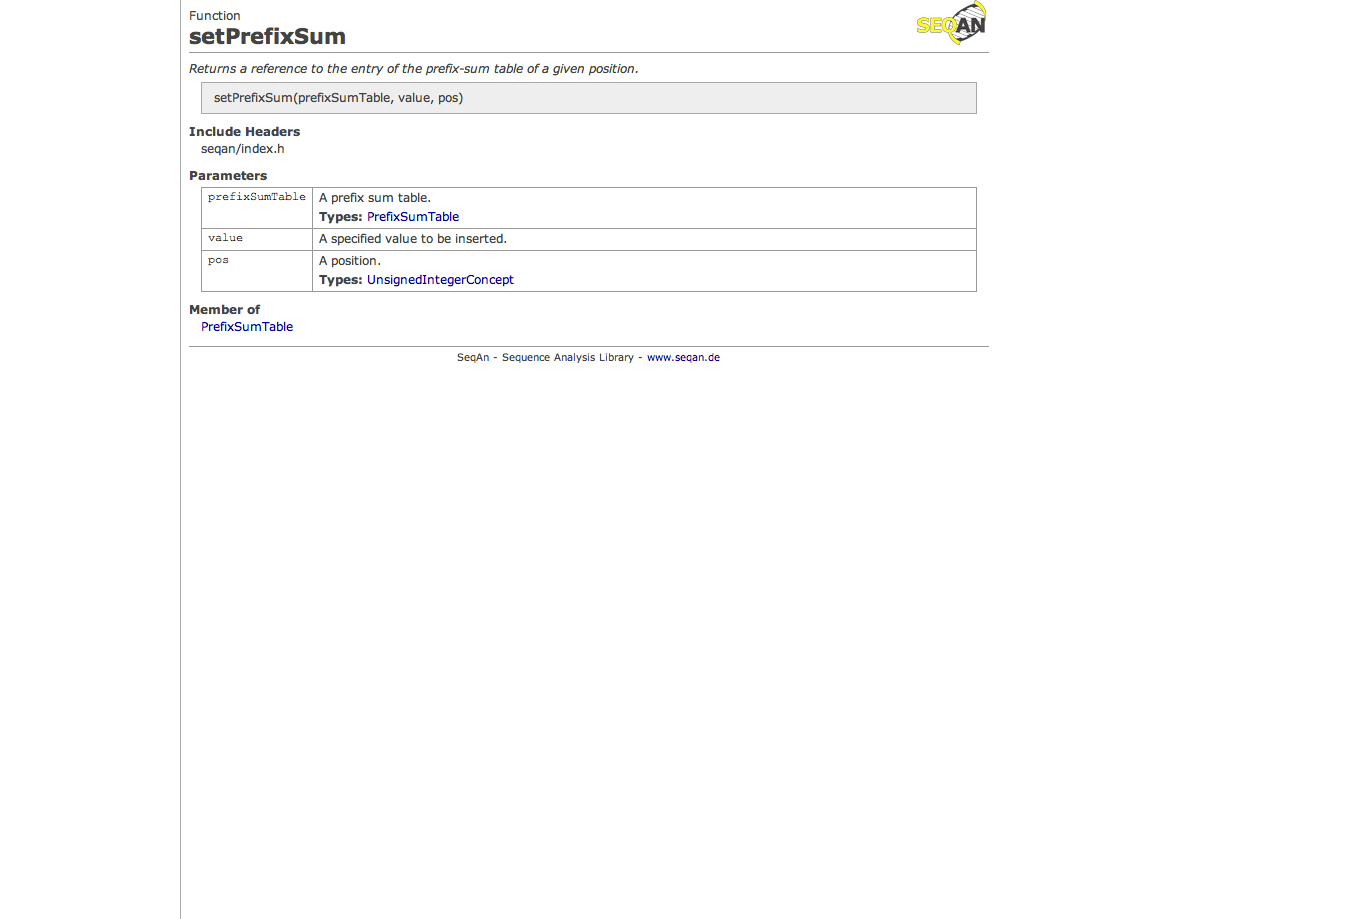 Function
SEQAN
setPrefixSum
Returns a reference to the entry of the prefix-sum table of a given position.
setPrefixSum(prefixSumTable, value, pos)
Include Headers
seqan/index.h
Parameters
prefixSumTable A prefix sum table.
Types: PrefixSumTable
value A specified value to be inserted.
pos A position.
Types: UnsignedIntegerConcept
Member of
PrefixSumTable
SeqAn - Sequence Analysis Library - www.seqan.de